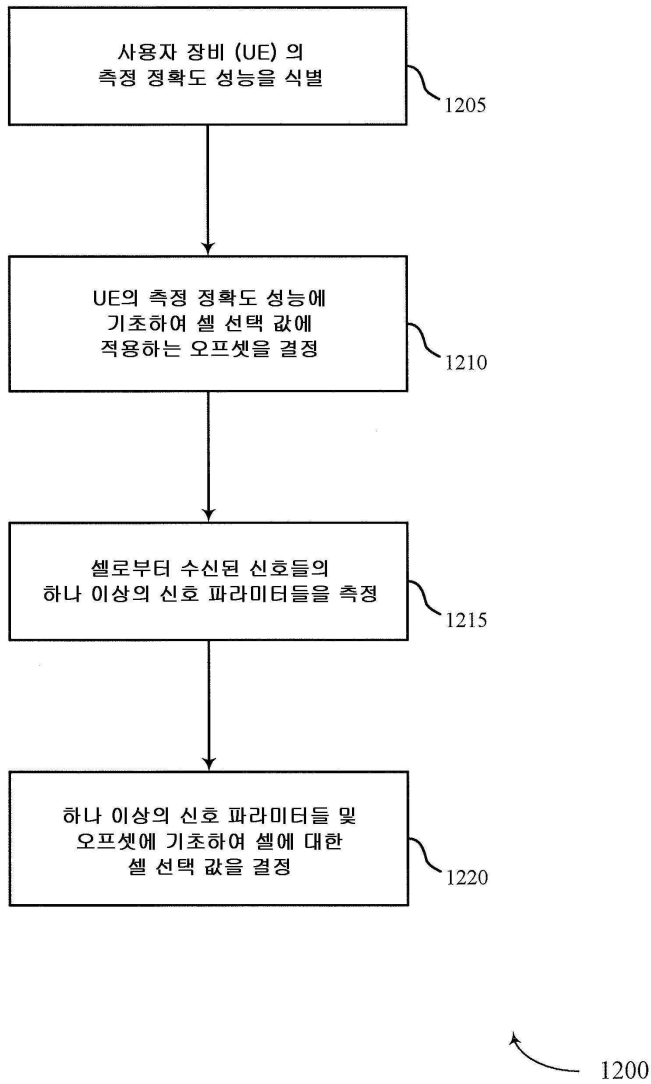 사용자 장비 (UE) 의
측정 정확도 성능을 식별
1205
UE의 측정 정확도 성능에
기초하여 셀 선택 값에
적용하는 오프셋을 결정
1210
셀로부터 수신된 신호들의
하나 이상의 신호 파라미터들을 측정
1215
하나 이상의 신호 파라미터들 및
오프셋에 기초하여 셀에 대한
셀 선택 값을 결정
1220
1200